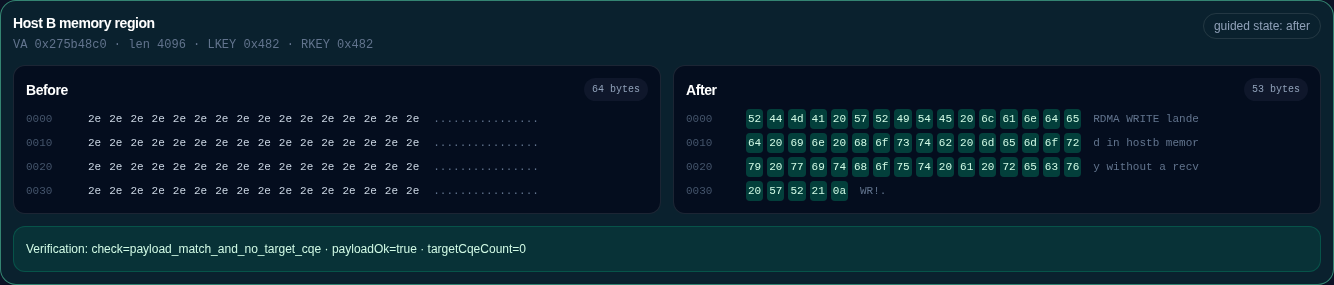 Host B memory region
guided state: after
VA 0x275b48c0 · len 4096 · LKEY 0x482 · RKEY 0x482
Before
64 bytes
0000 2e 2e 2e 2e 2e 2e 2e 2e 2e 2e 2e 2e 2e 2e 2e 2e ................
0010 2e 2e 2e 2e 2e 2e 2e 2e 2e 2e 2e 2e 2e 2e 2e 2e ................
0020 2e 2e 2e 2e 2e 2e 2e 2e 2e 2e 2e 2e 2e 2e 2e 2e ................
0030 2e 2e 2e 2e 2e 2e 2e 2e 2e 2e 2e 2e 2e 2e 2e 2e ................
After
53 bytes
0000 52 44 4d 41 20 57 52 49 54 45 20 6c 61 6e 64 65 RDMA WRITE lande
0010 64 20 69 6e 20 68 6f 73 74 62 20 6d 65 6d 6f 72 d in hostb memor
0020 79 20 77 69 74 68 6f 75 74 20 61 20 72 65 63 76 y without a recv
0030 20 57 52 21 0a WR!.
Verification: check=payload_match_and_no_target_cqe · payloadOk=true · targetCqeCount=0